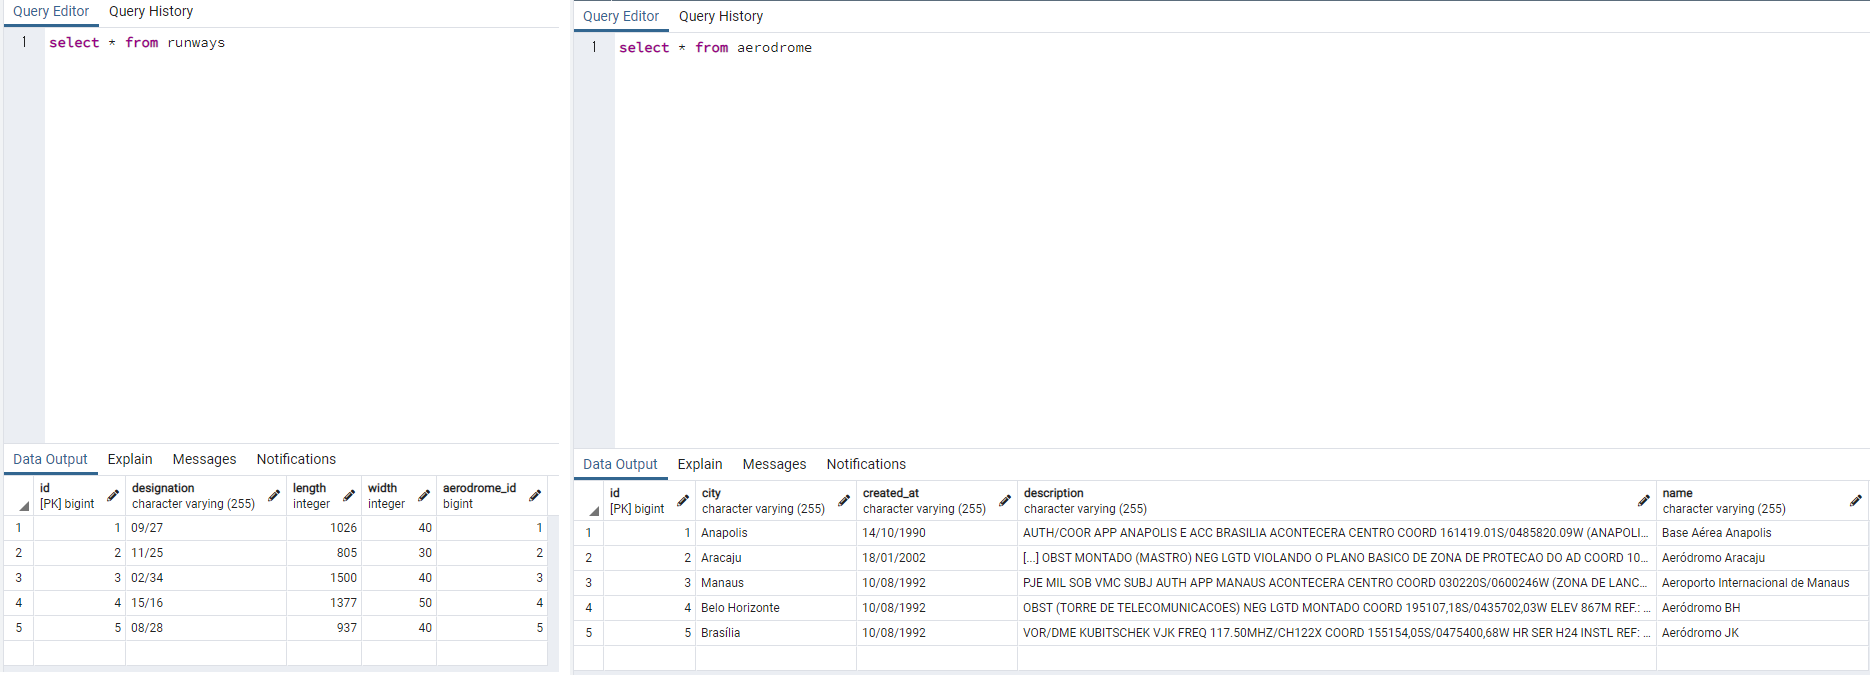 Query Editor Query History
1 select * from runways
Data Output Explain Messages Notifications
id designation length width aerodrome_id
[PK] bigint character varying (255) integer integer bigint
1 1 09/27 1026 40 1
2 2 11/25 805 30 2
3 3 02/34 1500 40 3
4 4 15/16 1377 50 4
5 5 08/28 937 40 5
Query Editor Query History
1 select * from aerodrome
Data Output Explain Messages Notifications
id city created_at description name
[PK] bigint character varying (255) character varying (255) character varying (255) character varying (255)
1 1 Anapolis 14/10/1990 AUTH/COOR APP ANAPOLIS E ACC BRASILIA ACONTECERA CENTRO COORD 161419.01S/0485820.09W (ANAPOLI... Base Aérea Anapolis
2 2 Aracaju 18/01/2002 [...] OBST MONTADO (MASTRO) NEG LGTD VIOLANDO O PLANO BASICO DE ZONA DE PROTECAO DO AD COORD 10... Aeródromo Aracaju
3 3 Manaus 10/08/1992 PJE MIL SOB VMC SUBJ AUTH APP MANAUS ACONTECERA CENTRO COORD 030220S/0600246W (ZONA DE LANC... Aeroporto Internacional de Manaus
4 4 Belo Horizonte 10/08/1992 OBST (TORRE DE TELECOMUNICACOES) NEG LGTD MONTADO COORD 195107,18S/0435702,03W ELEV 867M REF.: ... Aeródromo BH
5 5 Brasília 10/08/1992 VOR/DME KUBITSCHEK VJK FREQ 117.50MHZ/CH122X COORD 155154,05S/0475400,68W HR SER H24 INSTL REF: ... Aeródromo JK